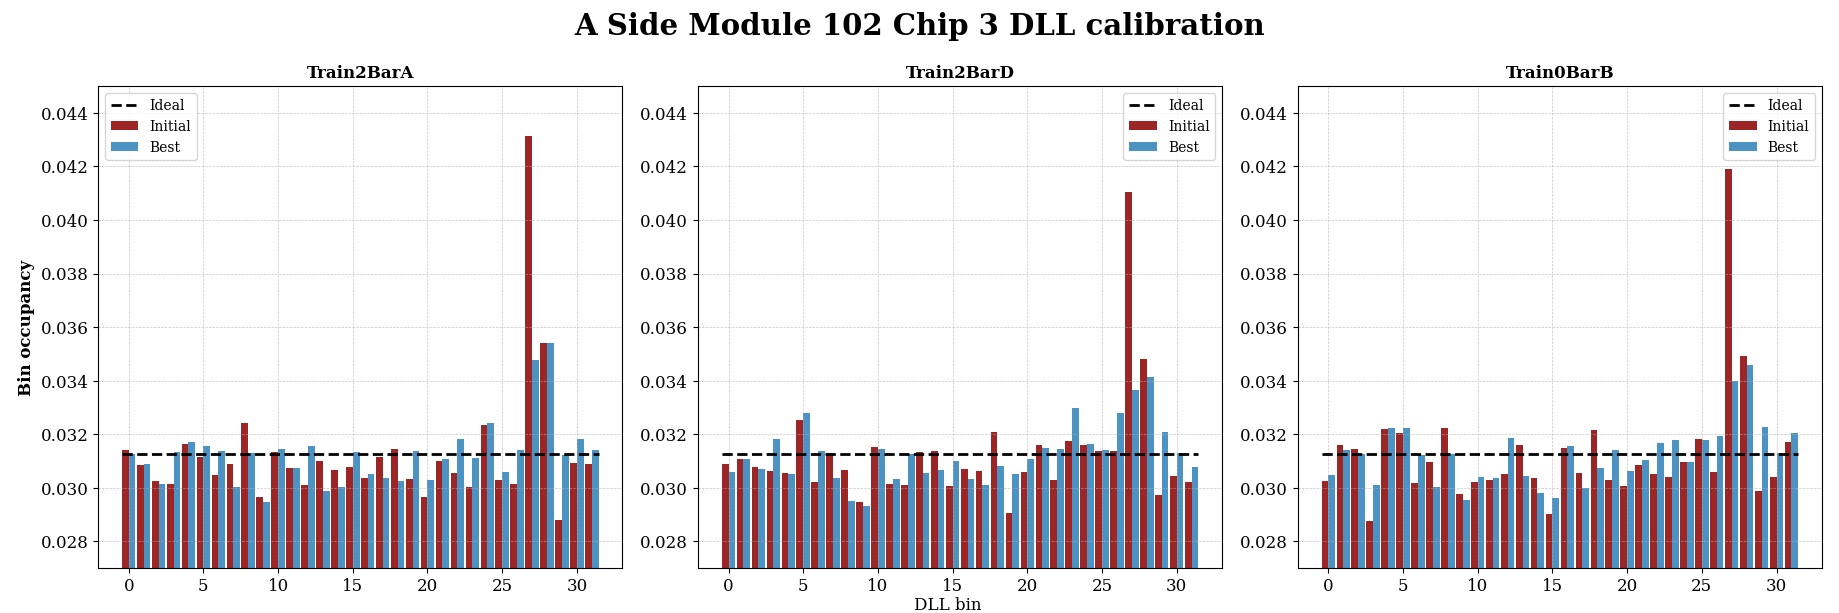 A Side Module 102 Chip 3 DLL calibration
Train2BarA
Train2BarD
Train0BarB
Bin occupancy
0.044
0.042
0.040
0.038
0.036
0.034
0.032
0.030
0.028
0 5 10 15 20 25 30
Ideal
Initial
Best
0.044
0.042
0.040
0.038
0.036
0.034
0.032
0.030
0.028
0 5 10 15 20 25 30
Ideal
Initial
Best
DLL bin
0.044
0.042
0.040
0.038
0.036
0.034
0.032
0.030
0.028
0 5 10 15 20 25 30
Ideal
Initial
Best